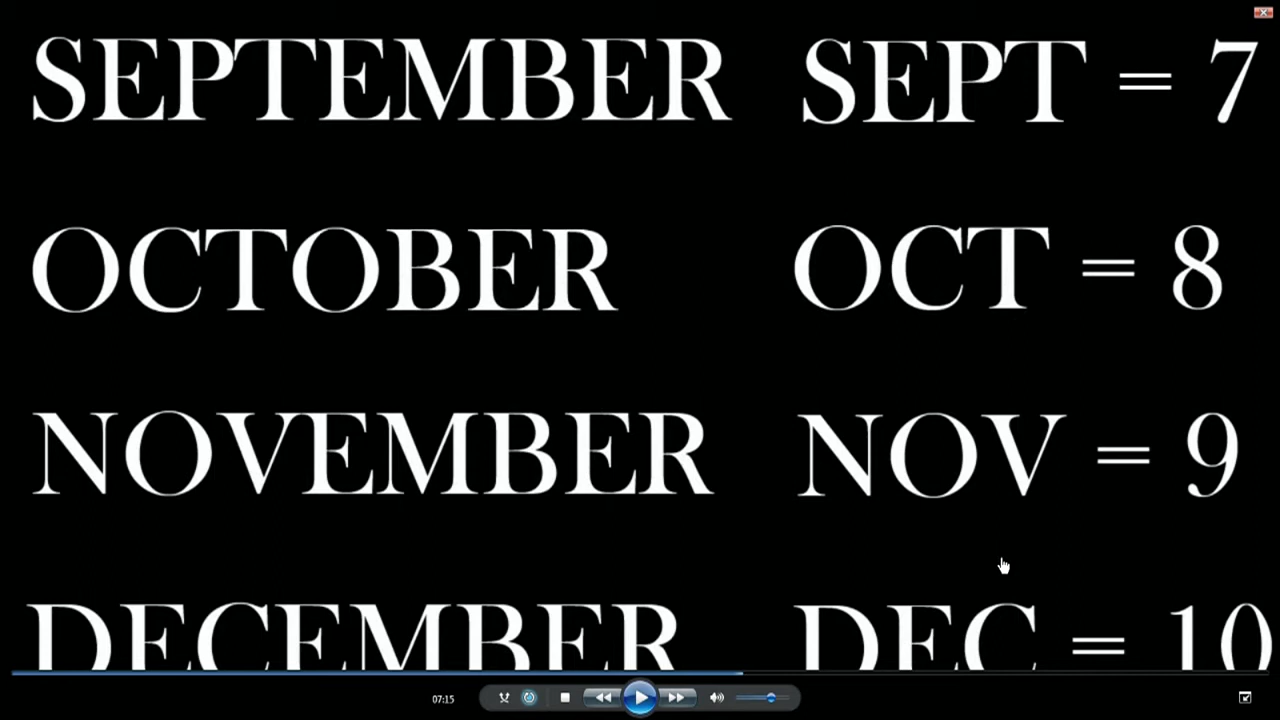 SEPTEMBER SEPT = 7
OCTOBER OCT = 8
NOVEMBER NOV = 9
DECEMBER DEC = 10
07:15